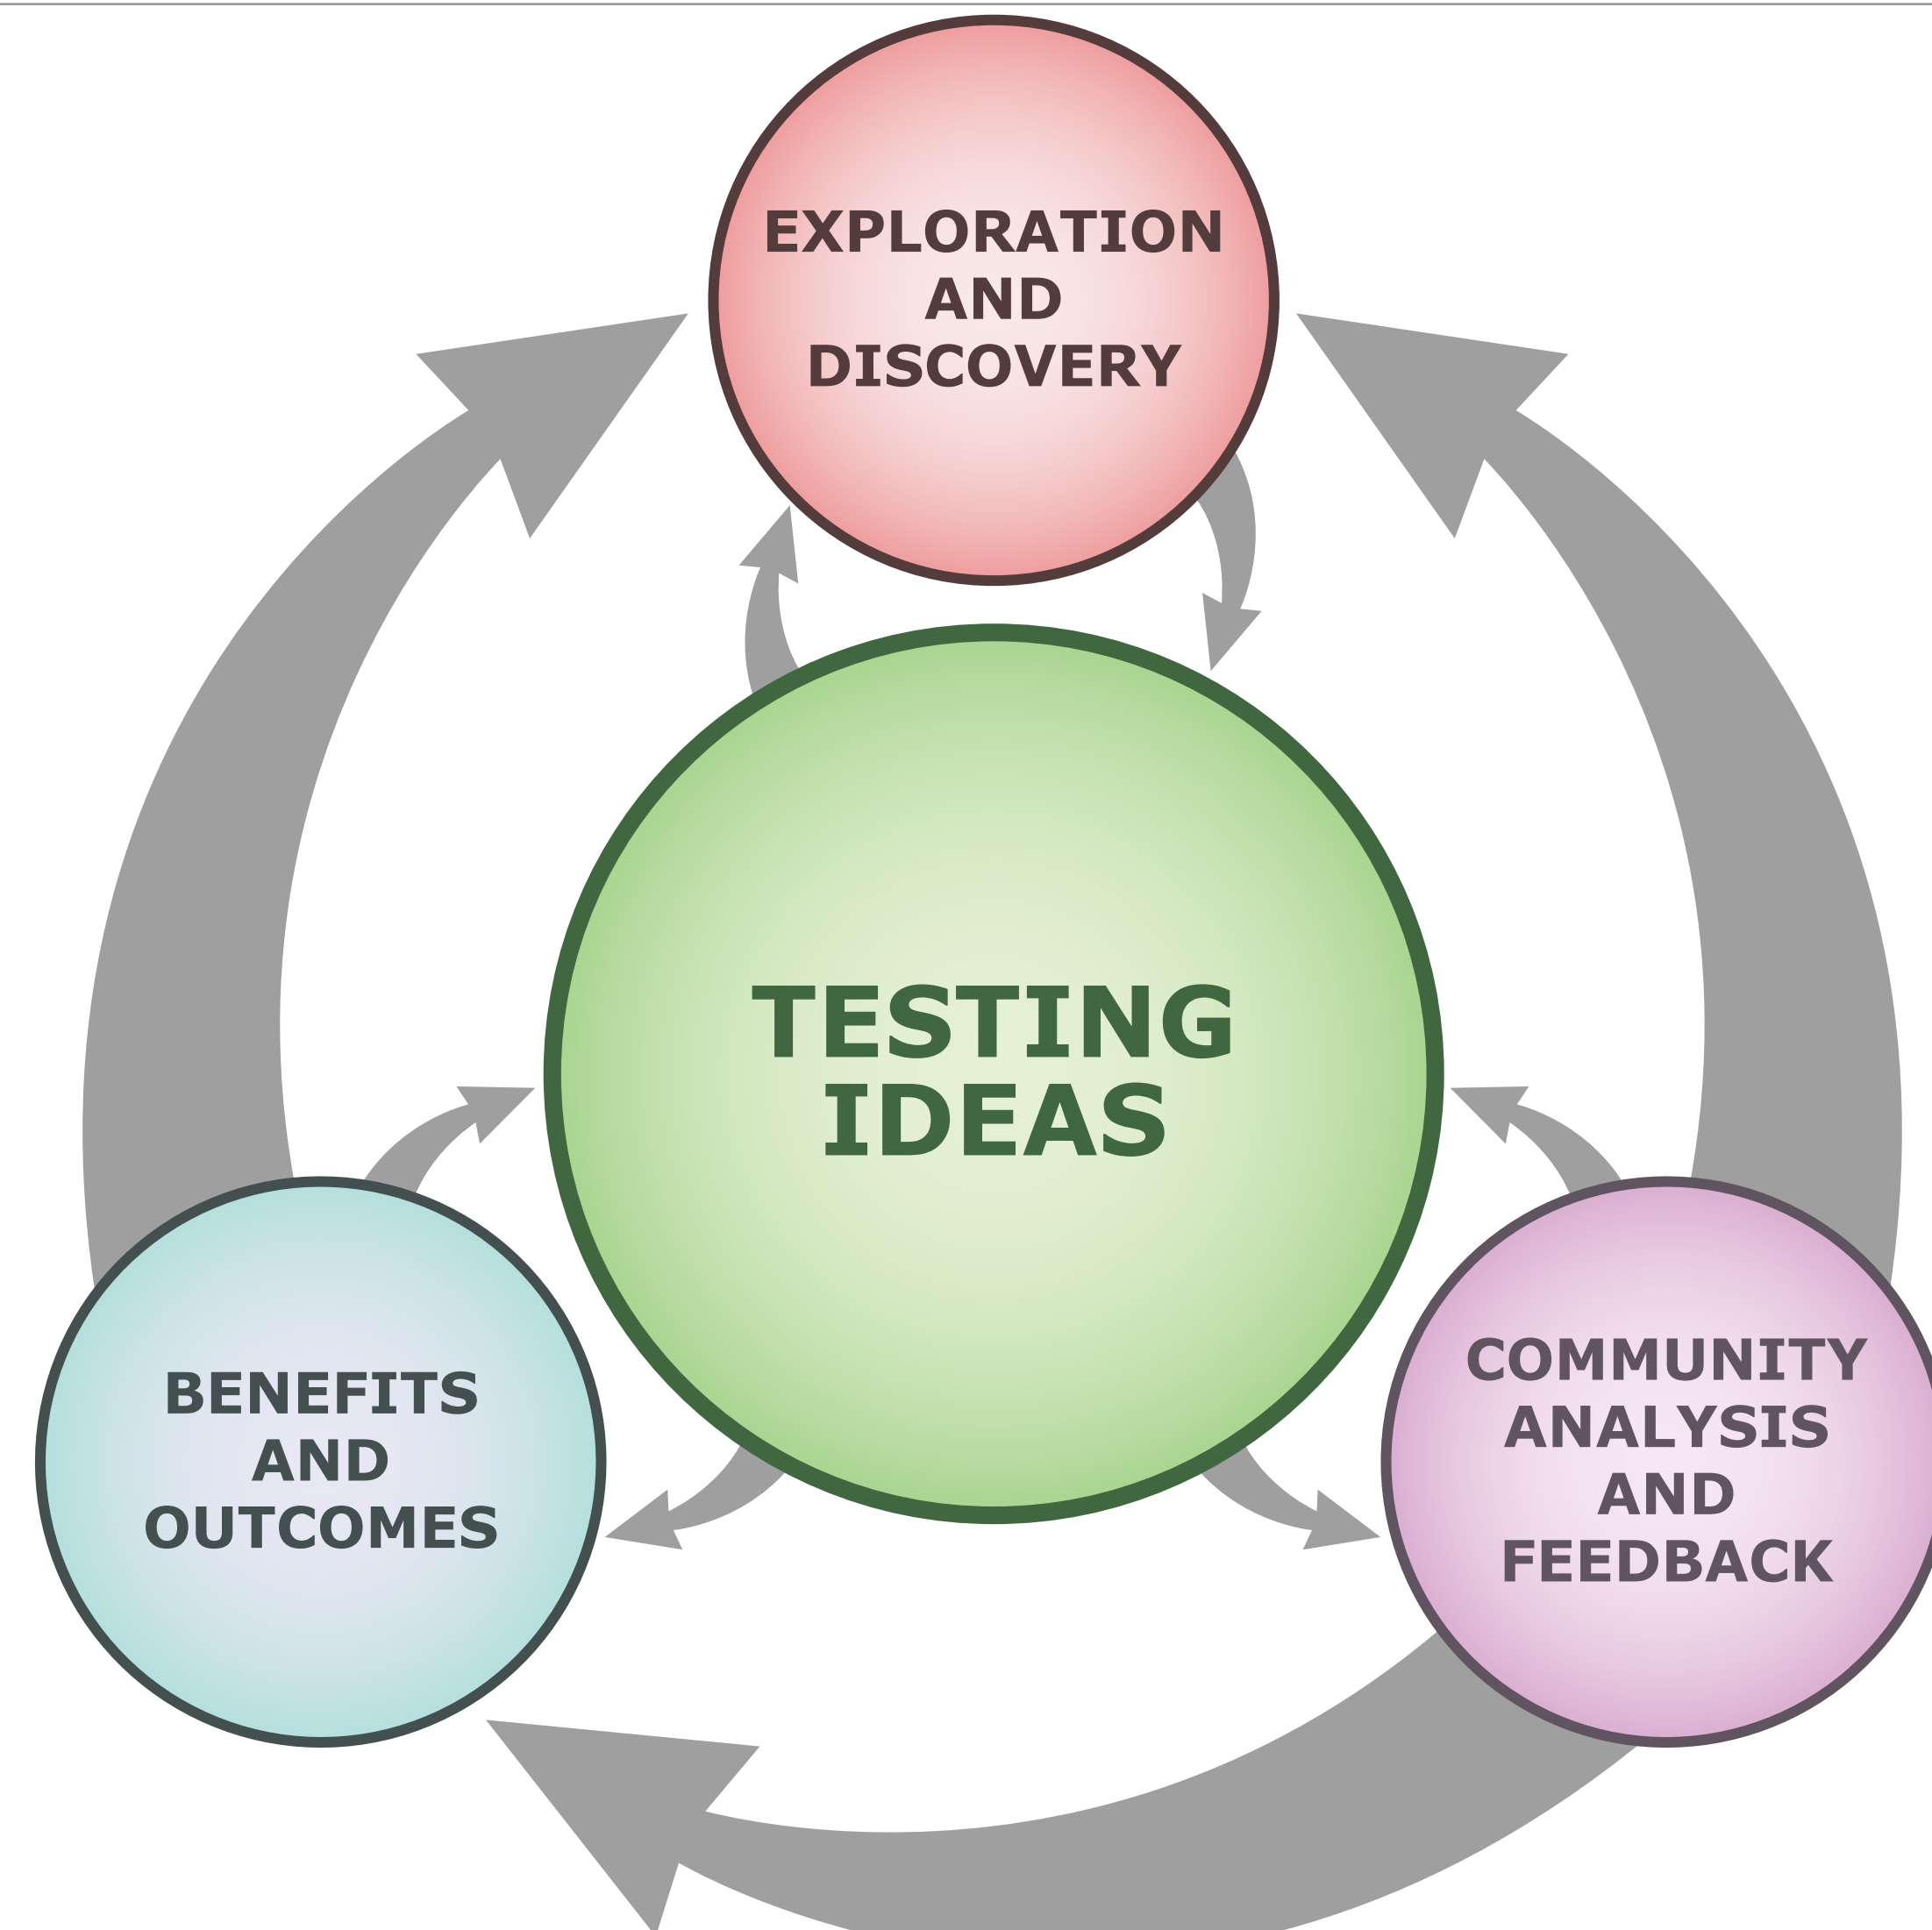 EXPLORATION
AND
DISCOVERY
TESTING
IDEAS
BENEFITS
AND
OUTCOMES
COMMUNITY
ANALYSIS
AND
FEEDBACK